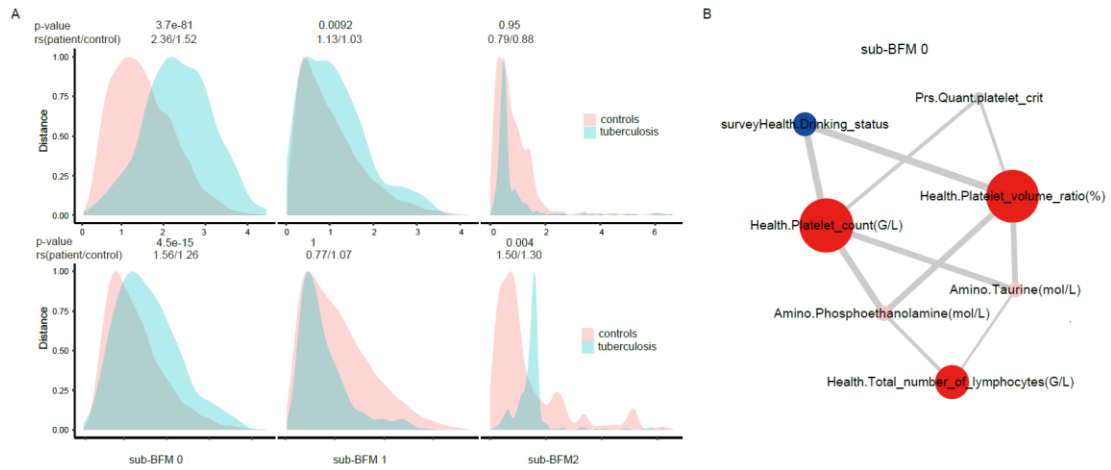 A
p-value 3.7e-81 0.0092 0.95
rs(patient/control) 2.36/1.52 1.13/1.03 0.79/0.88
1.00
0.75
0.50
0.25
0.00
Distance
controls
tuberculosis
0 1 2 3 4 0 1 2 3 4 0 2 4 6
p-value 4.5e-15 1 0.004
rs(patient/control) 1.56/1.26 0.77/1.07 1.50/1.30
1.00
0.75
0.50
0.25
0.00
Distance
controls
tuberculosis
sub-BFM 0 sub-BFM 1 sub-BFM2
B
sub-BFM 0
Prs.Quant.platelet_crit
surveyHealth.Drinking_status
Health.Platelet_volume_ratio(%)
Health.Platelet_count(G/L)
Amino.Taurine(mol/L)
Amino.Phosphoethanolamine(mol/L)
Health.Total_number_of_lymphocytes(G/L)